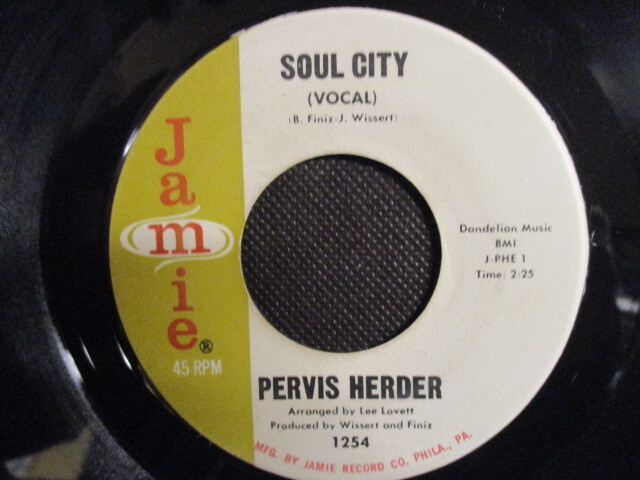 SOUL CITY
(VOCAL)
(B. Finiz-J. Wissert)
Jamie®
45 RPM
Dandelion Music
BMI
J-PHE 1
Time: 2:25
PERVIS HERDER
Arranged by Lee Lovett
Produced by Wissert and Finiz
1254
MFG. BY JAMIE RECORD CO. PHILA., PA.